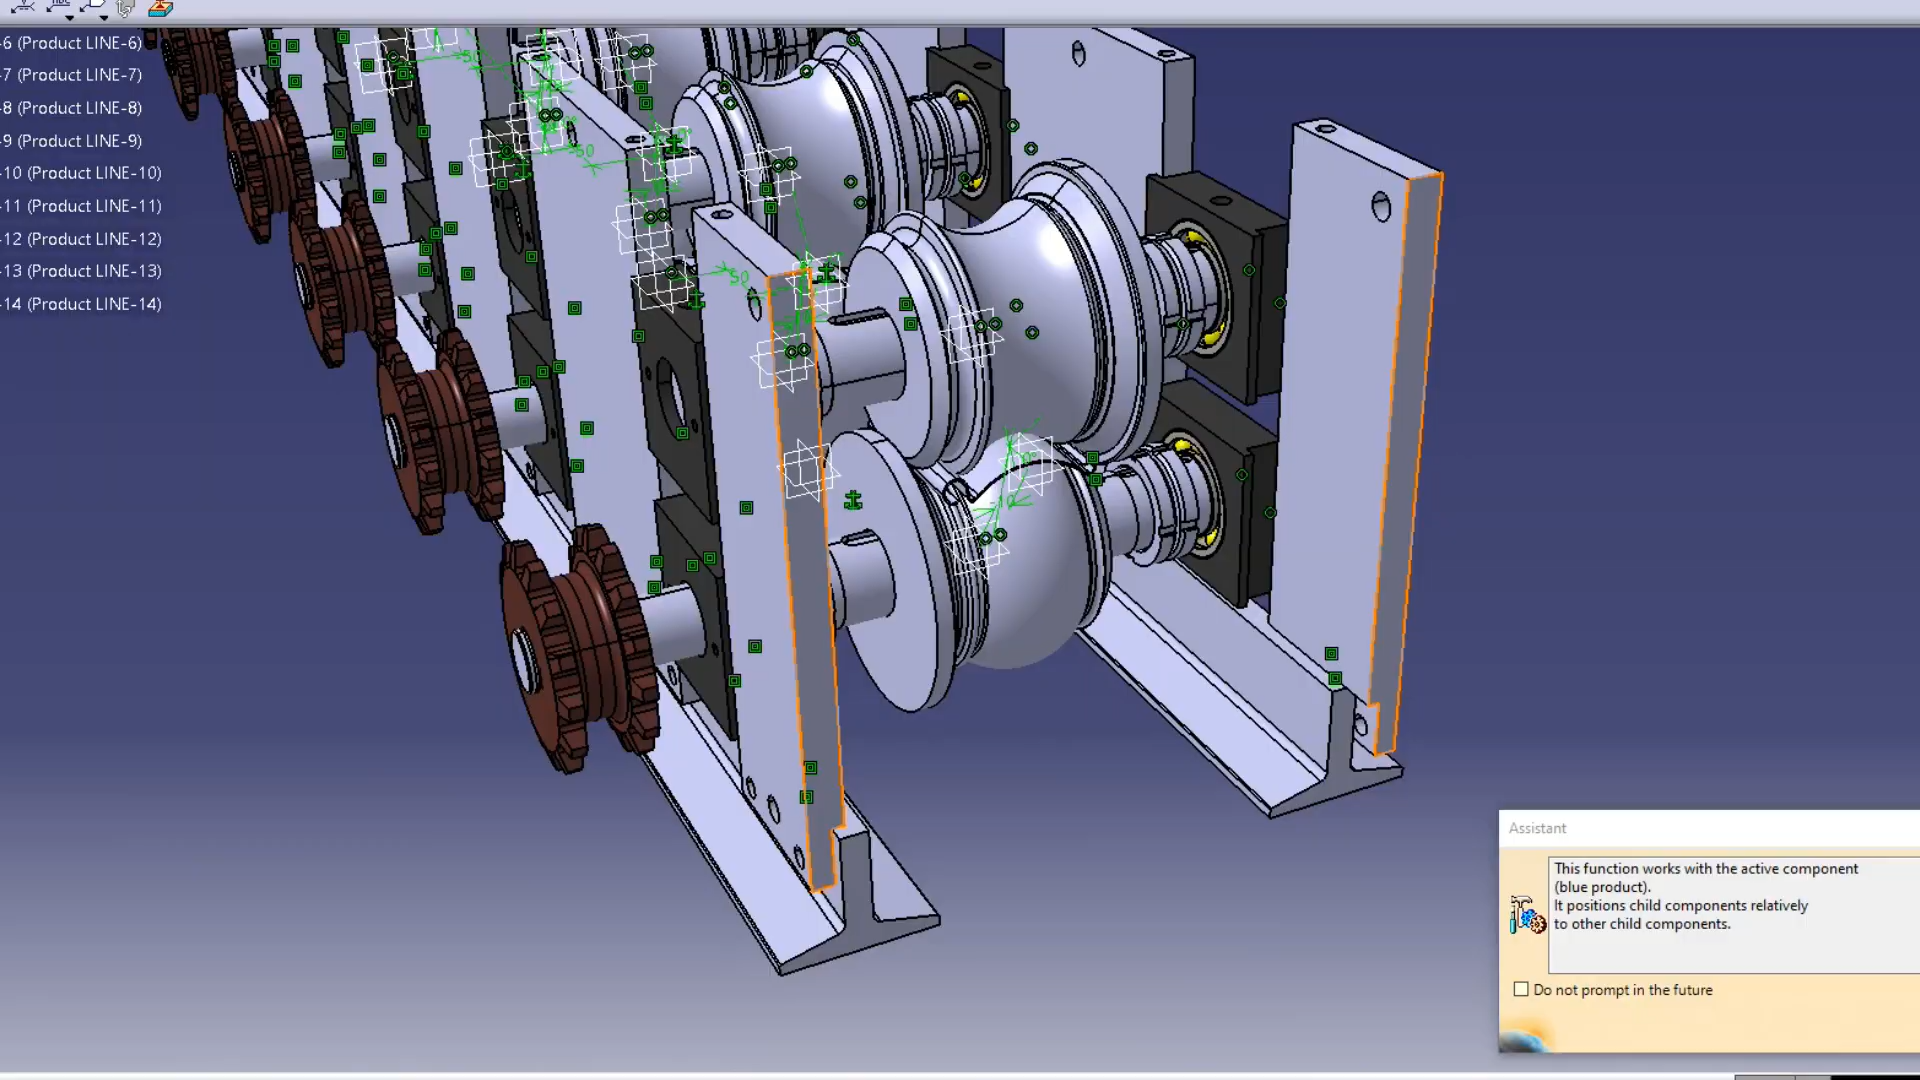 -6 (Product LINE-6)
-7 (Product LINE-7)
-8 (Product LINE-8)
-9 (Product LINE-9)
-10 (Product LINE-10)
-11 (Product LINE-11)
-12 (Product LINE-12)
-13 (Product LINE-13)
-14 (Product LINE-14)
50
50
50
Assistant
This function works with the active component
(blue product).
It positions child components relatively
to other child components.
Do not prompt in the future